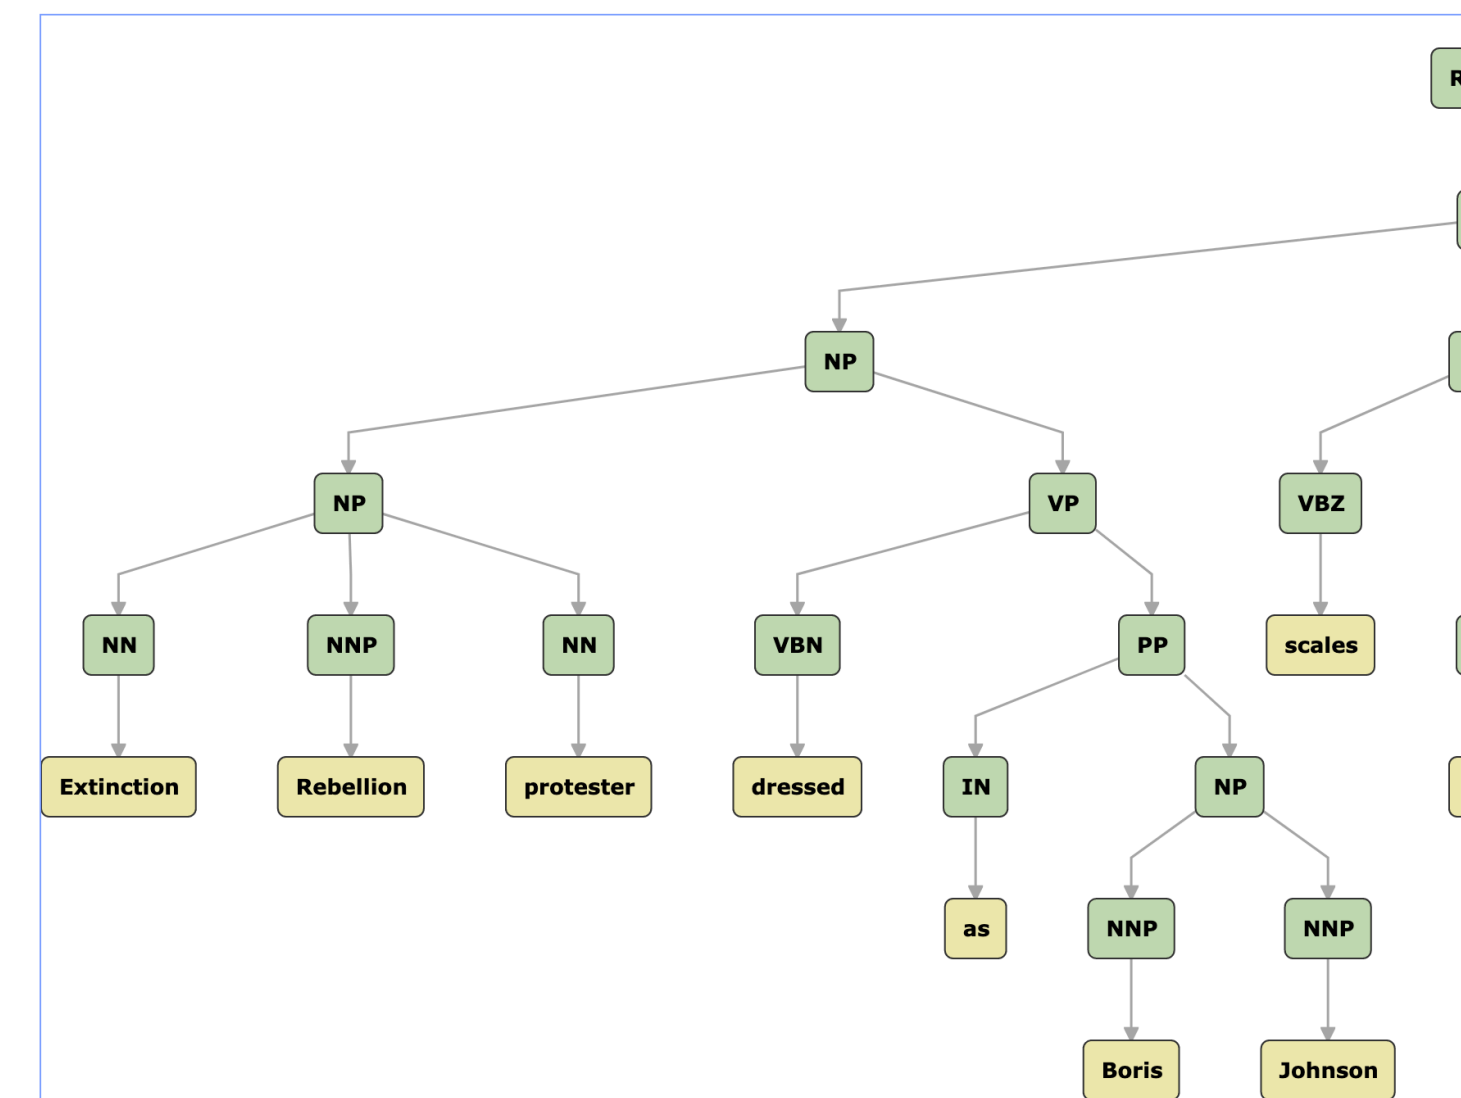 R
NP
NP VP VBZ
NN NNP NN VBN PP scales
Extinction Rebellion protester dressed IN NP
as NNP NNP
Boris Johnson